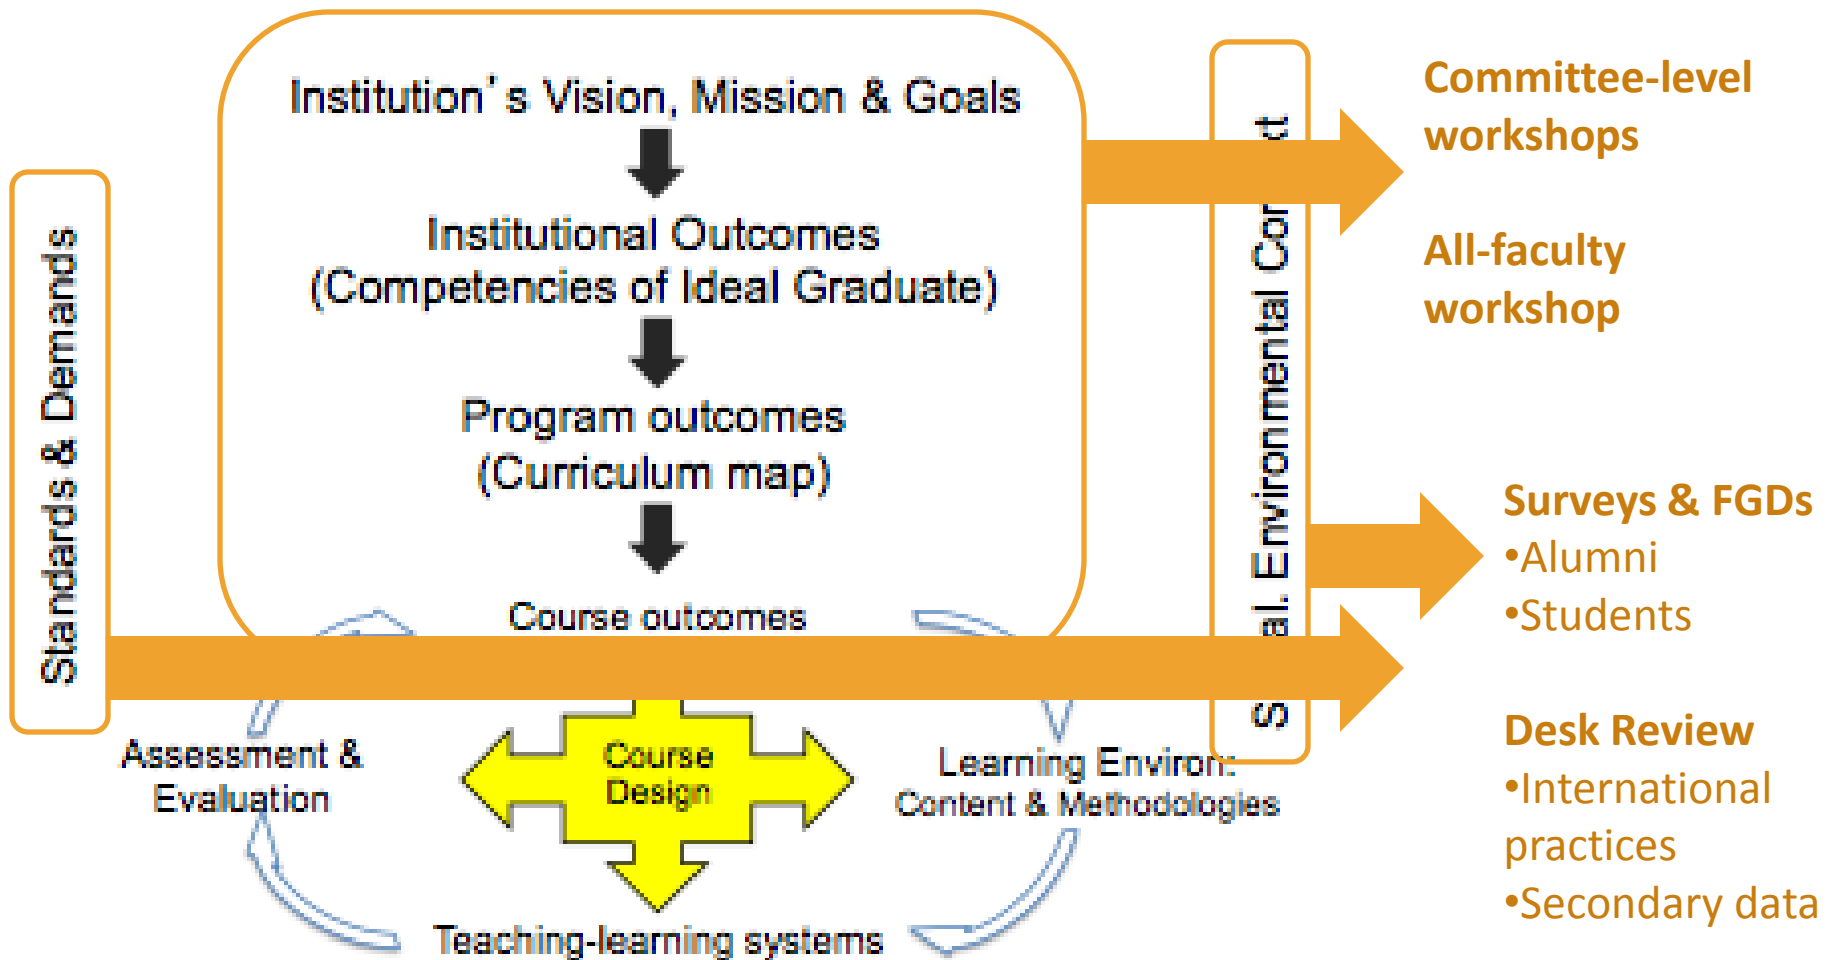 Institution's Vision, Mission & Goals
Institutional Outcomes
(Competencies of Ideal Graduate)
Program outcomes
(Curriculum map)
Course outcomes
Standards & Demands
Assessment &
Evaluation
Course
Design
Learning Environ:
Content & Methodologies
Teaching-learning systems
al. Environmental
Committee-level
workshops
All-faculty
workshop
Surveys & FGDs
•Alumni
•Students
Desk Review
•International
practices
•Secondary data